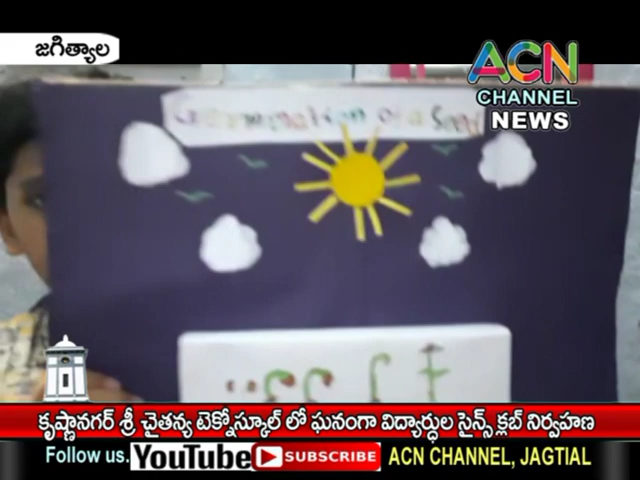 జగిత్యాల
ACN
CHANNEL
NEWS
Germination of a Seed
కృష్ణానగర్ శ్రీ చైతన్య టెక్నోస్కూల్ లో ఘనంగా విద్యార్థుల సైన్స్ క్లబ్ నిర్వహణ
Follow us. YouTube SUBSCRIBE ACN CHANNEL, JAGTIAL